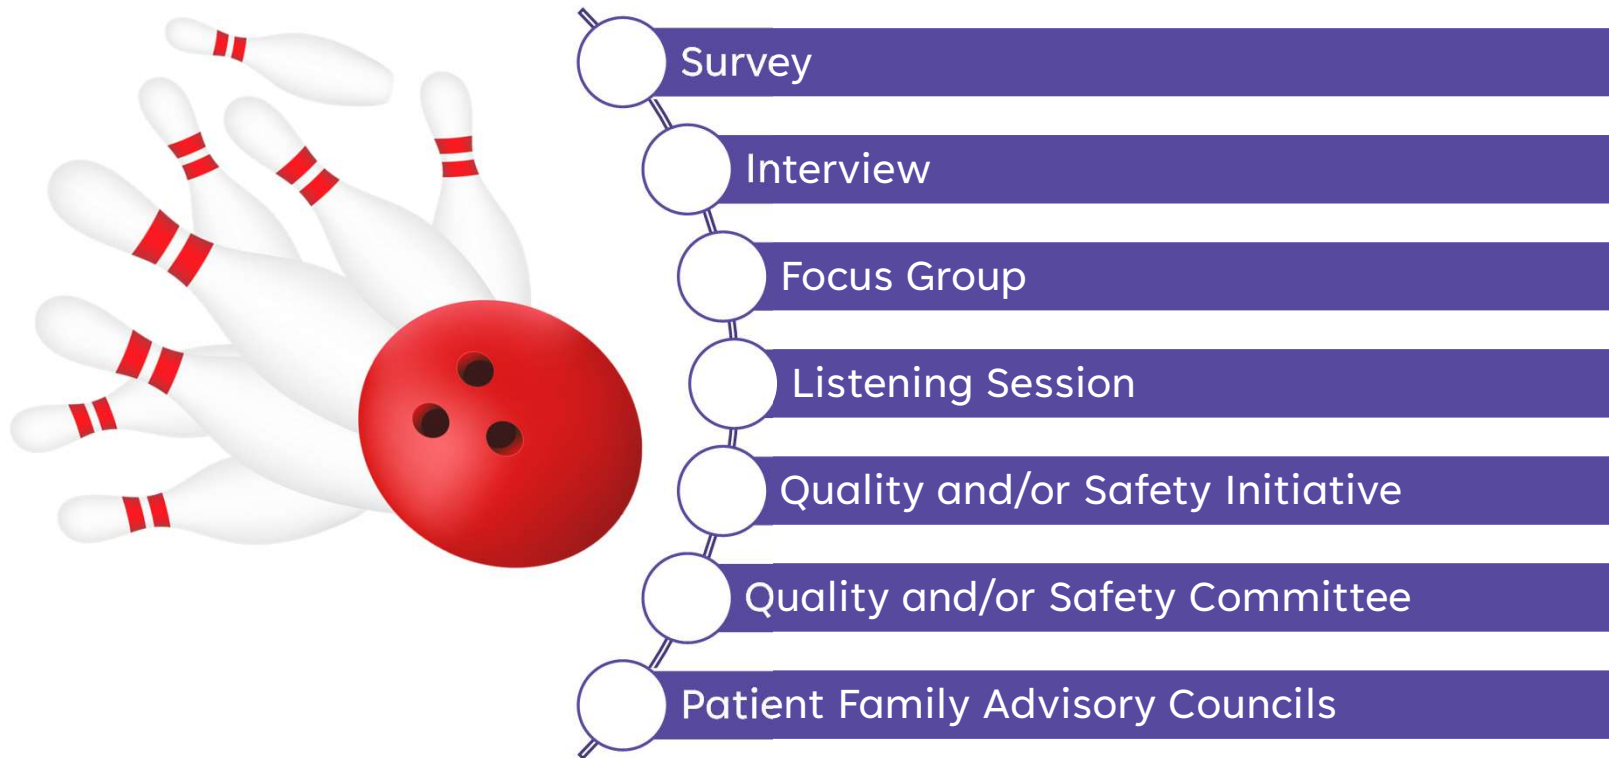 Survey
Interview
Focus Group
Listening Session
Quality and/or Safety Initiative
Quality and/or Safety Committee
Patient Family Advisory Councils